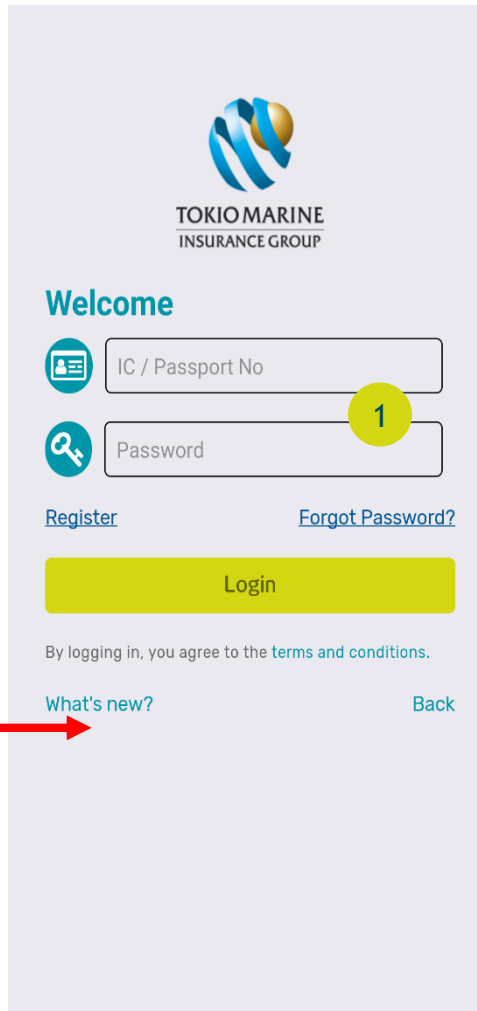 TOKIO MARINE
INSURANCE GROUP
Welcome
IC / Passport No
1
Password
Register Forgot Password?
Login
By logging in, you agree to the terms and conditions.
What's new? Back